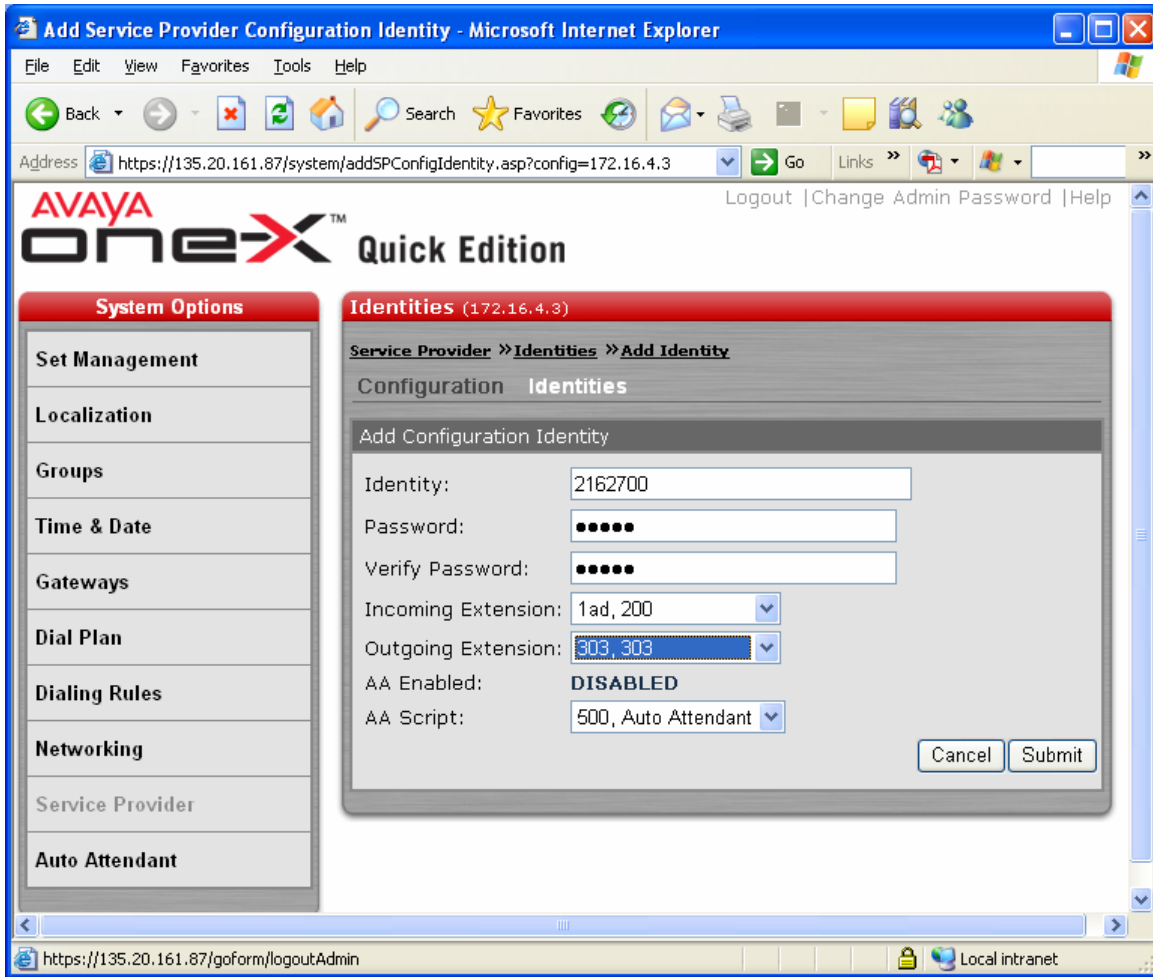 Add Service Provider Configuration Identity - Microsoft Internet Explorer
File Edit View Favorites Tools Help
Back Search Favorites
Address https://135.20.161.87/system/addSPConfigIdentity.asp?config=172.16.4.3 Go Links »
Logout |Change Admin Password |Help
AVAYA
one-X™ Quick Edition
System Options
Set Management
Localization
Groups
Time & Date
Gateways
Dial Plan
Dialing Rules
Networking
Service Provider
Auto Attendant
Identities (172.16.4.3)
Service Provider »Identities »Add Identity
Configuration Identities
Add Configuration Identity
Identity: 2162700
Password: •••••
Verify Password: •••••
Incoming Extension: 1ad, 200
Outgoing Extension: 303, 303
AA Enabled: DISABLED
AA Script: 500, Auto Attendant
Cancel Submit
https://135.20.161.87/goform/logoutAdmin Local intranet